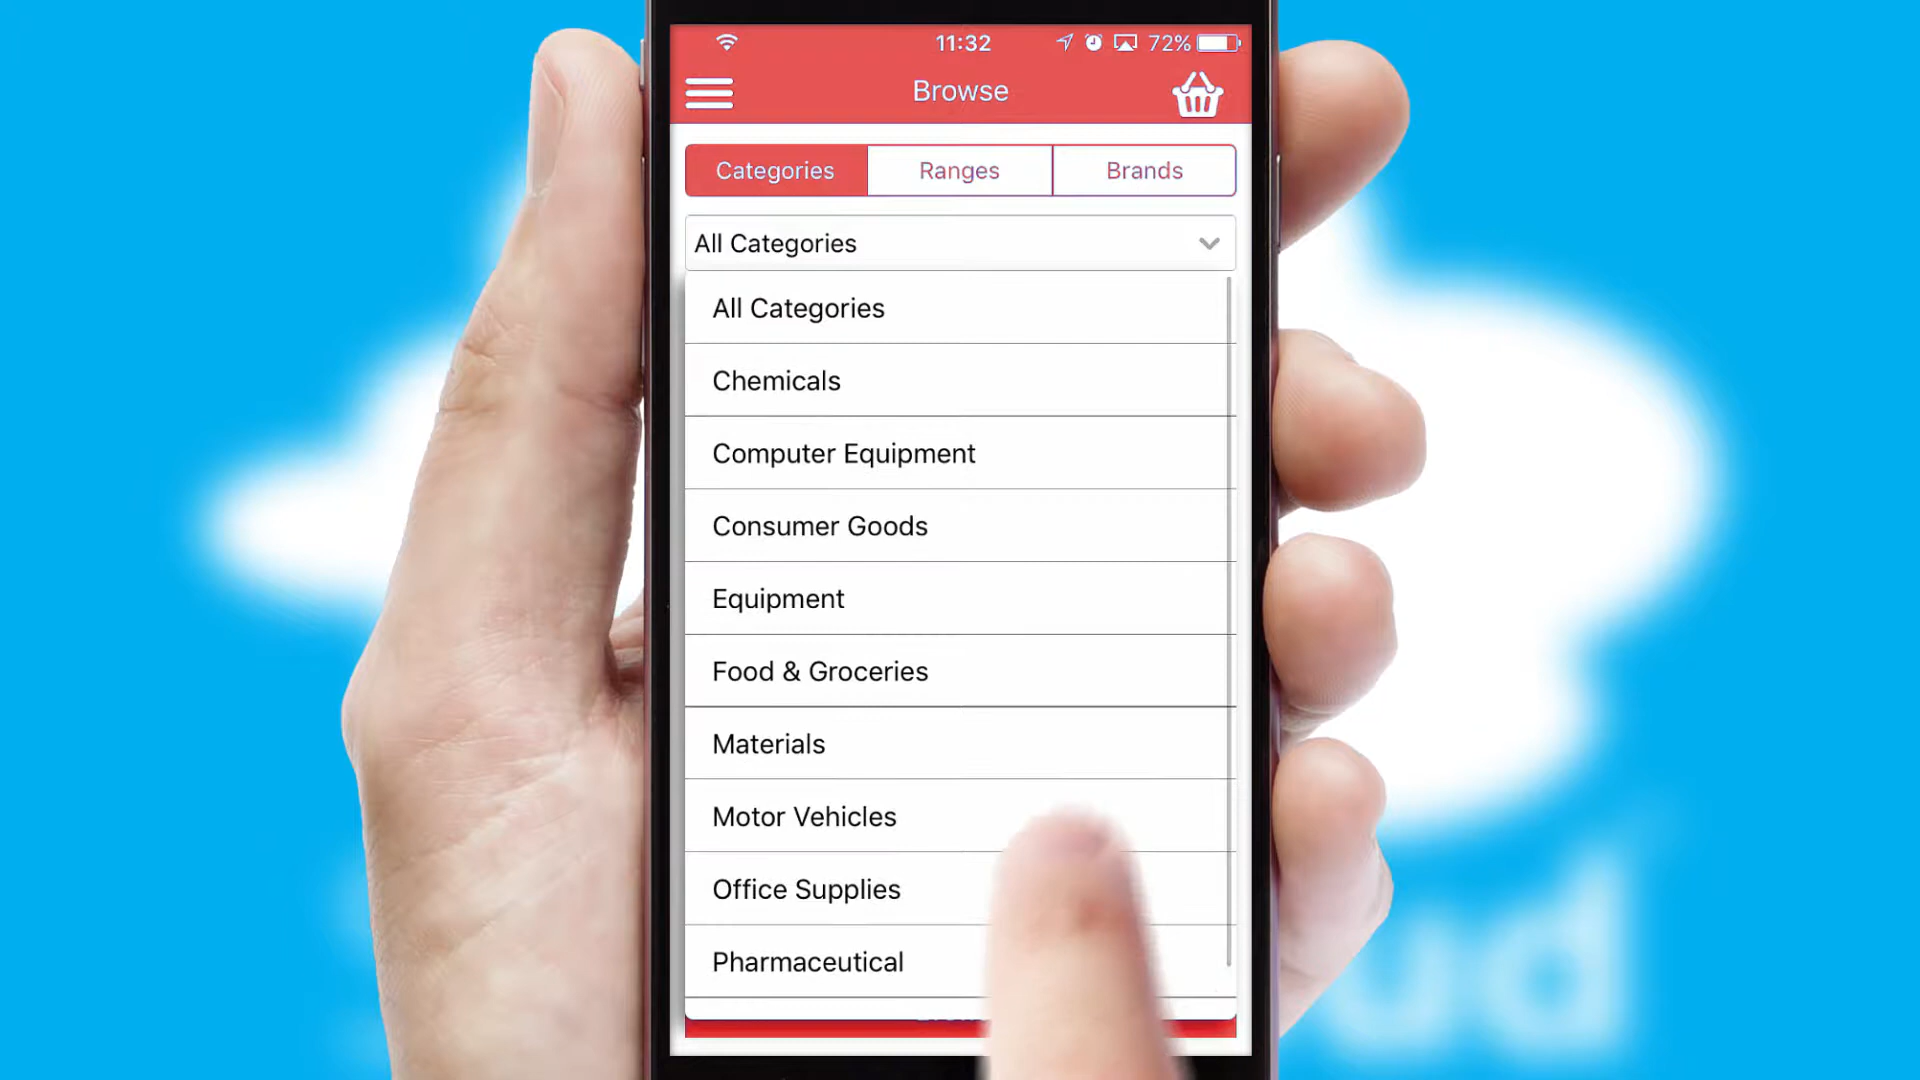 11:32
72%
Browse
Categories
Ranges
Brands
All Categories
All Categories
Chemicals
Computer Equipment
Consumer Goods
Equipment
Food & Groceries
Materials
Motor Vehicles
Office Supplies
Pharmaceutical